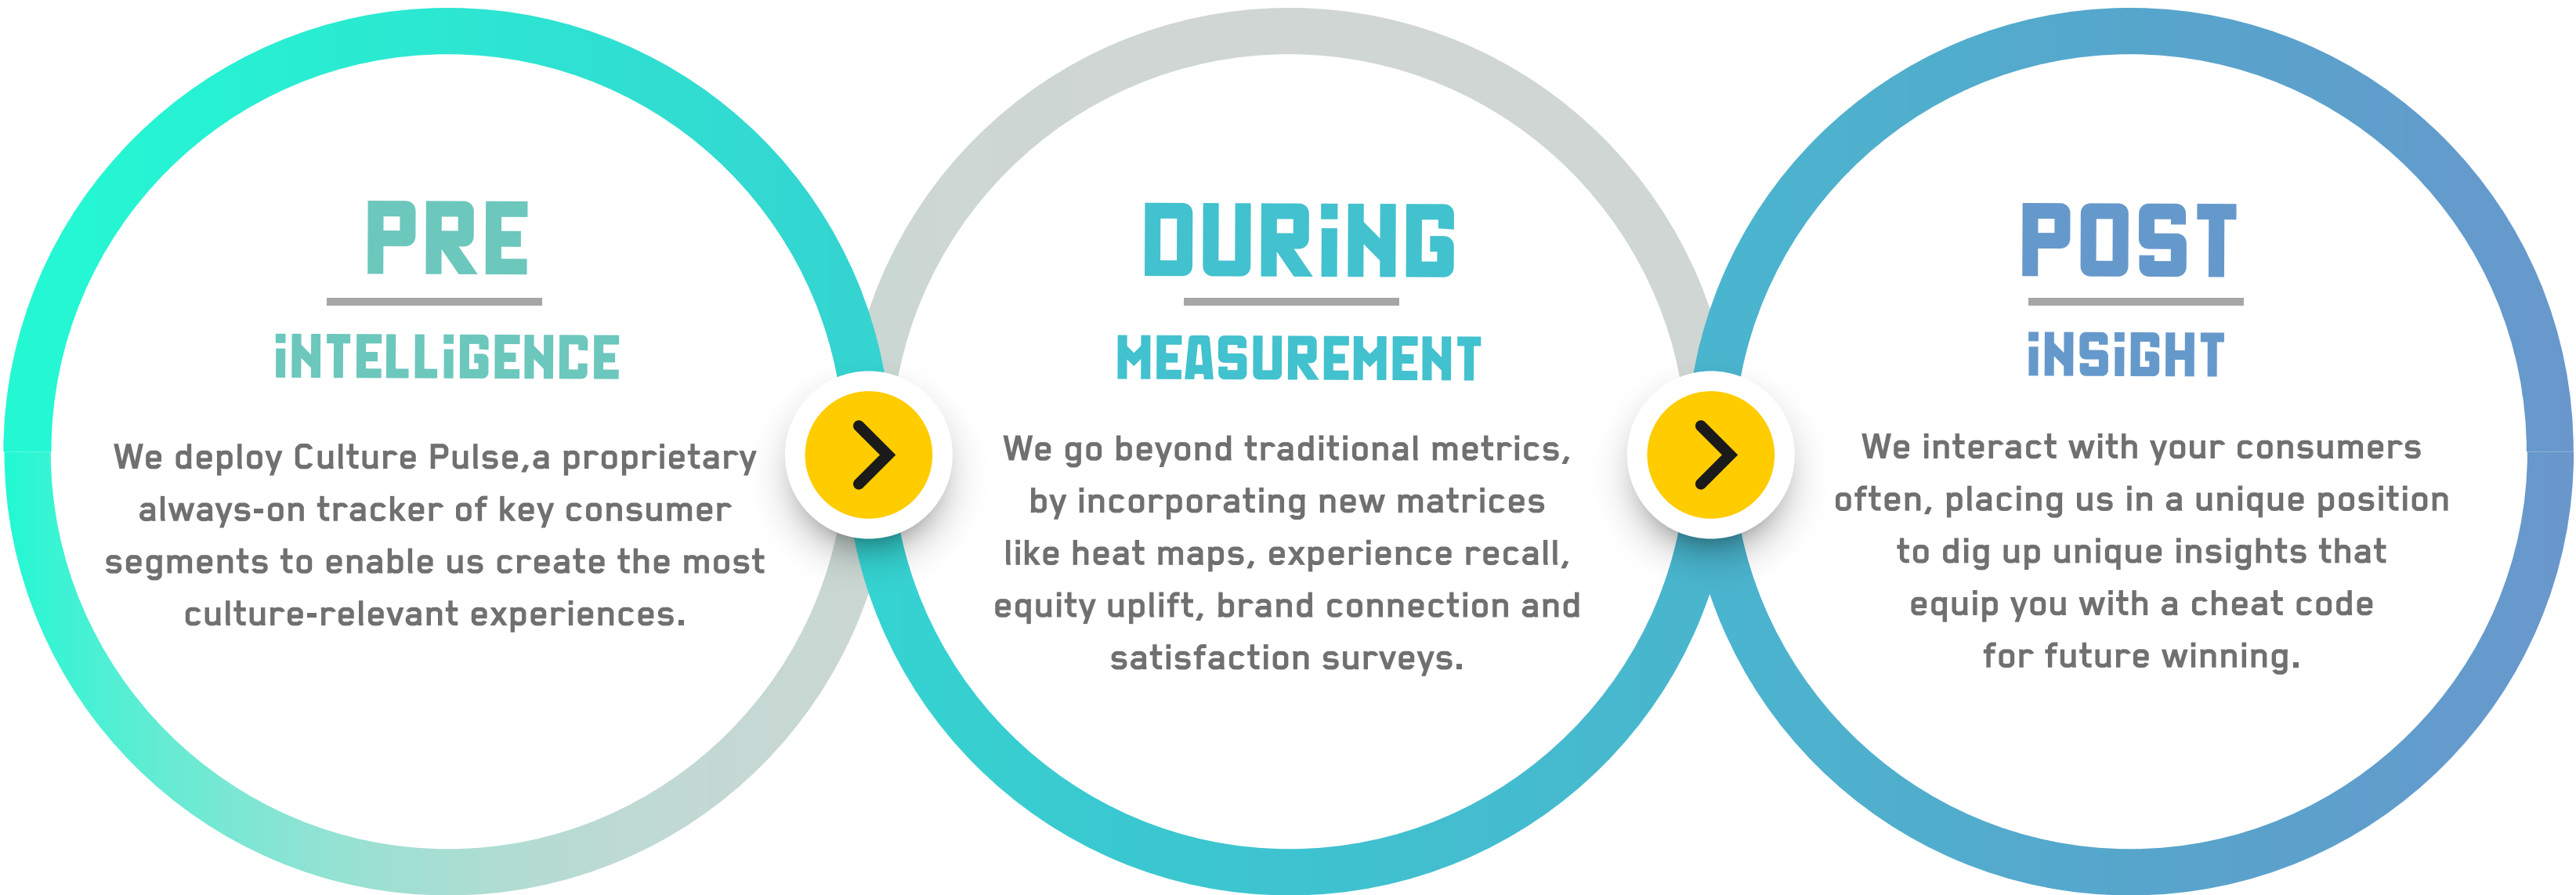 PRE
iNTELLiGENCE
We deploy Culture Pulse,a proprietary
always-on tracker of key consumer
segments to enable us create the most
culture-relevant experiences.
DURiNG
MEASUREMENT
We go beyond traditional metrics,
by incorporating new matrices
like heat maps, experience recall,
equity uplift, brand connection and
satisfaction surveys.
POST
iNSiGHT
We interact with your consumers
often, placing us in a unique position
to dig up unique insights that
equip you with a cheat code
for future winning.